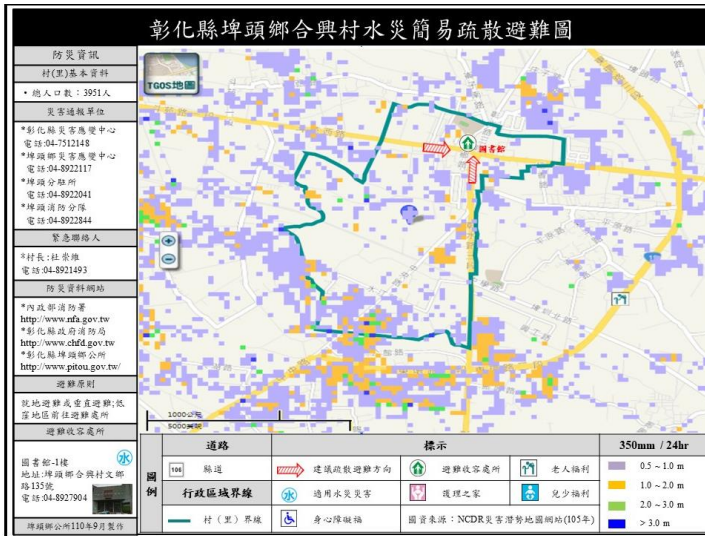 彰化縣埤頭鄉合興村水災簡易疏散避難圖
防災資訊
村(里)基本資料
• 總人口數：3951人
災害通報單位
*彰化縣災害應變中心
電話:04-7512148
*埤頭鄉災害應變中心
電話:04-8922117
*埤頭分駐所
電話:04-8922041
*埤頭消防分隊
電話:04-8922844
緊急聯絡人
*村長:杜崇維
電話:04-8921493
防災資料網站
*內政部消防署
http://www.nfa.gov.tw
*彰化縣政府消防局
http://www.chfd.gov.tw
*彰化縣埤頭鄉公所
http://www.pitou.gov.tw/
避難原則
就地避難或垂直避難;低
窪地區前往避難處所
避難收容處所
水
圖書館-1樓
地址:埤頭鄉合興村文鄉
路135號
電話:04-8927904
埤頭鄉公所110年9月製作
TGOS地圖
圖書館
1000公尺
圖例
道路
標示
350mm / 24hr
106
縣道
建議疏散避難方向
避難收容處所
老人福利
0.5 ~ 1.0 m
行政區域界線
水
適用水災災害
護理之家
兒少福利
1.0 ~ 2.0 m
2.0 ~ 3.0 m
村（里）界線
身心障礙福
圖資來源：NCDR災害潛勢地圖網站(105年)
> 3.0 m